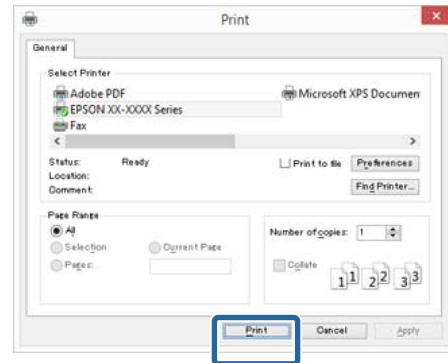 Print
General
Select Printer
Adobe PDF
Microsoft XPS Documen
EPSON XX-XXXX Series
Fax
Status: Ready
Print to file
Preferences
Location:
Comment:
Find Printer...
Page Range
All
Selection
Current Page
Pages:
Number of copies: 1
Collate
1 1 2 2 3 3
Print
Cancel
Apply